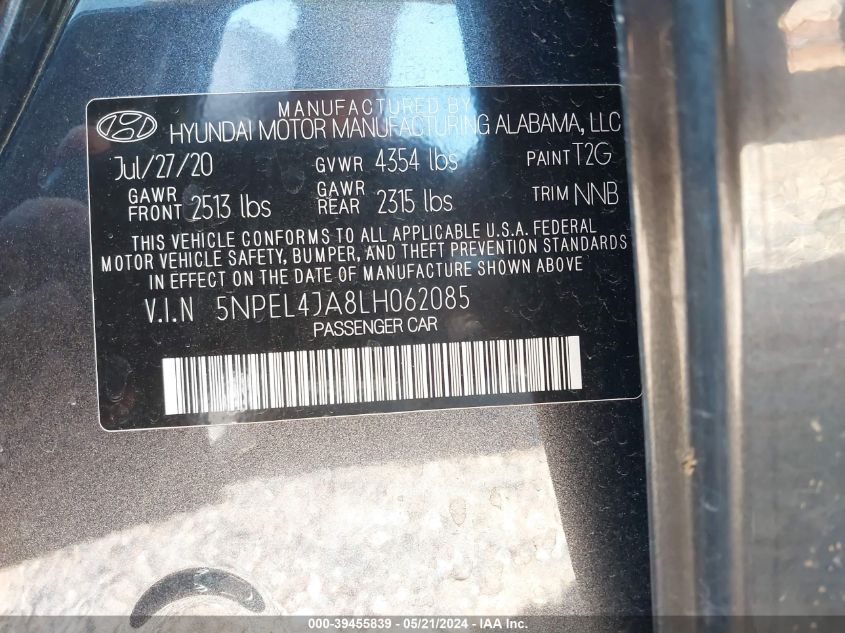 MANUFACTURED BY
HYUNDAI MOTOR MANUFACTURING ALABAMA, LLC
Jul/27/20 GVWR 4354 lbs PAINT T2G
GAWR FRONT 2513 lbs GAWR REAR 2315 lbs TRIM NNB
THIS VEHICLE CONFORMS TO ALL APPLICABLE U.S.A. FEDERAL
MOTOR VEHICLE SAFETY, BUMPER, AND THEFT PREVENTION STANDARDS
IN EFFECT ON THE DATE OF MANUFACTURE SHOWN ABOVE.
V.I.N 5NPEL4JA8LH062085
PASSENGER CAR
000-39455839 - 05/21/2024 - IAA Inc.